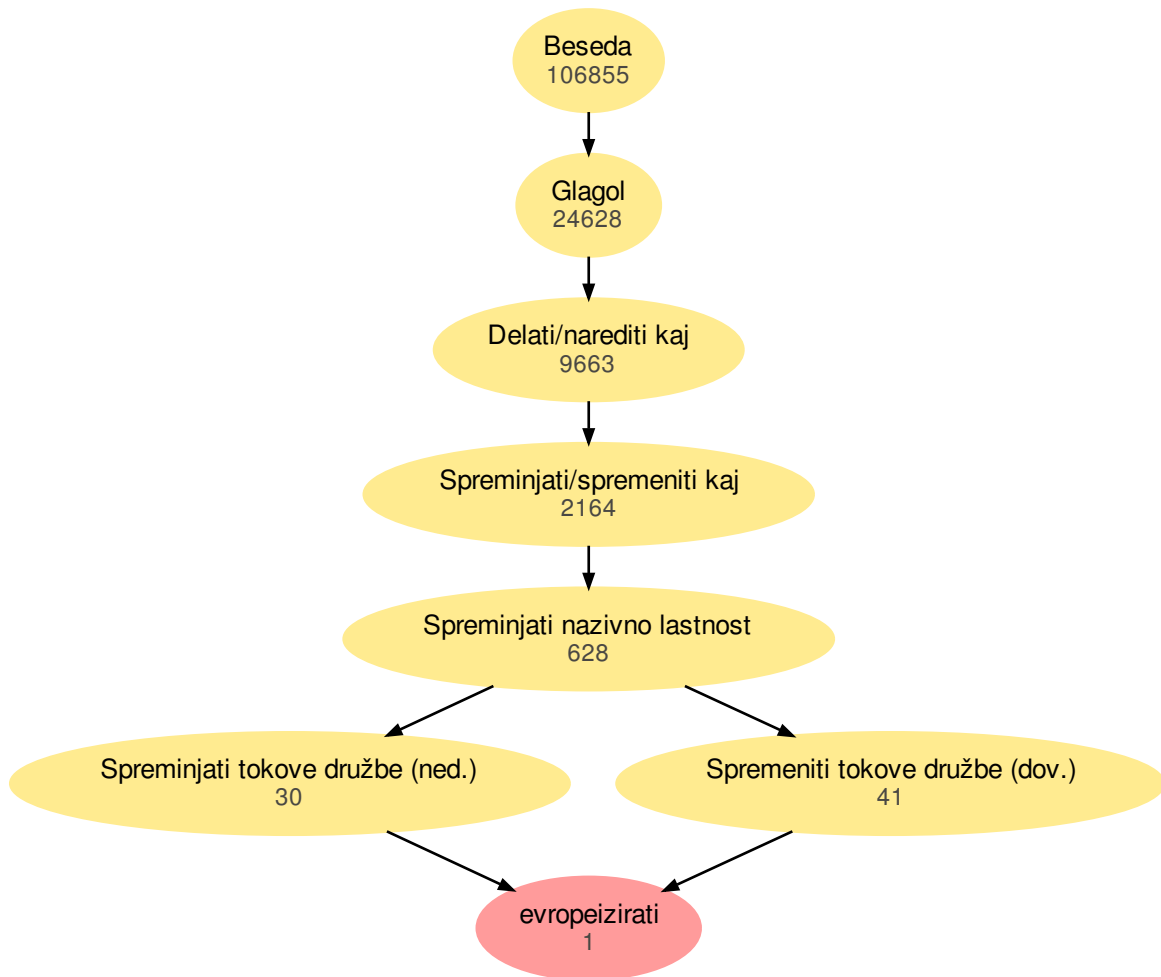 Beseda
106855
Glagol
24628
Delati/narediti kaj
9663
Spreminjati/spremeniti kaj
2164
Spreminjati nazivno lastnost
628
Spreminjati tokove družbe (ned.)
30
Spremeniti tokove družbe (dov.)
41
evropeizirati
1